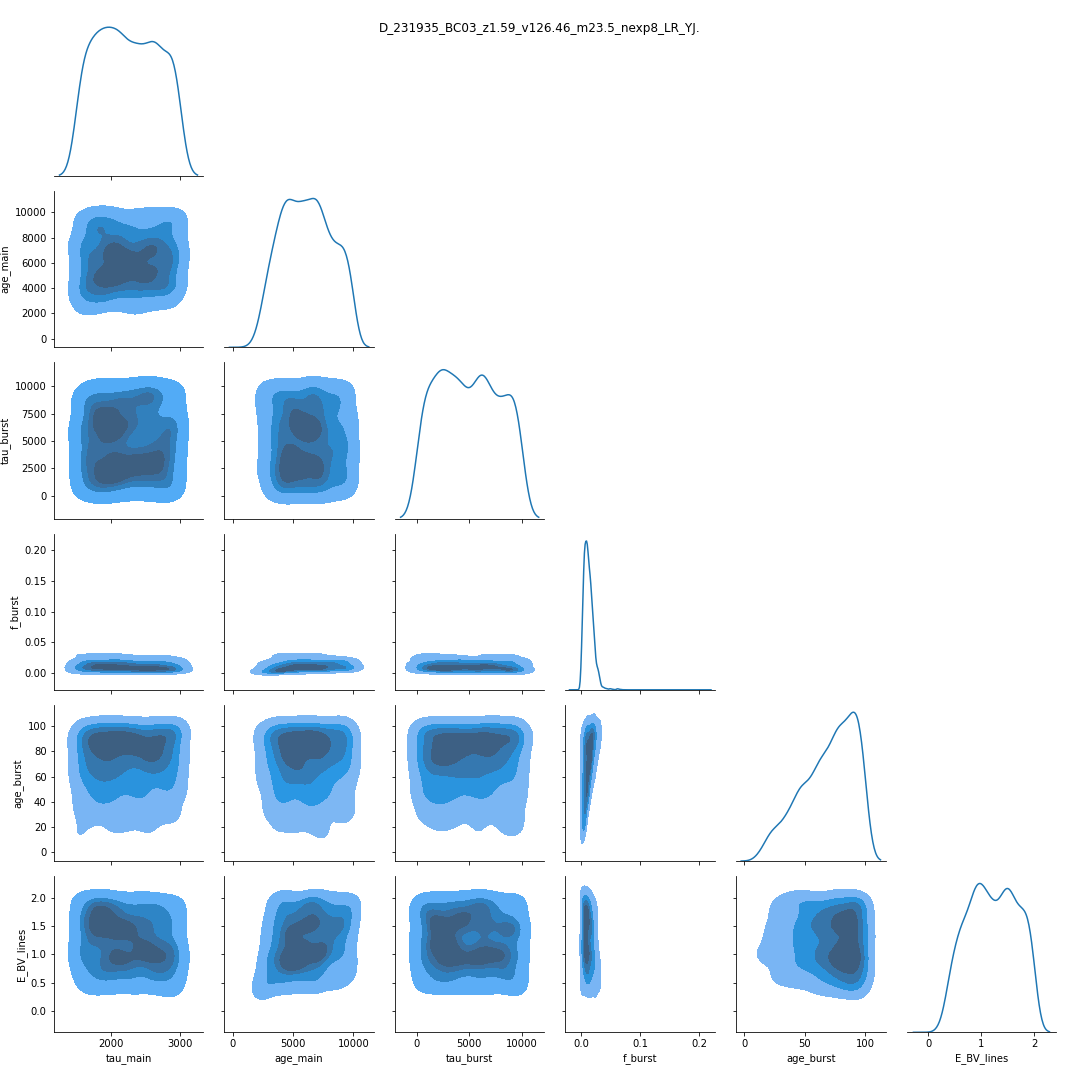 D_231935_BC03_z1.59_v126.46_m23.5_nexp8_LR_YJ.
10000
8000
6000
4000
2000
0
age_main
10000
7500
5000
2500
0
tau_burst
0.20
0.15
0.10
0.05
0.00
f_burst
100
80
60
40
20
0
age_burst
2.0
1.5
1.0
0.5
0.0
E_BV_lines
2000 3000
tau_main
0 5000 10000
age_main
0 5000 10000
tau_burst
0.0 0.1 0.2
f_burst
0 50 100
age_burst
0 1 2
E_BV_lines